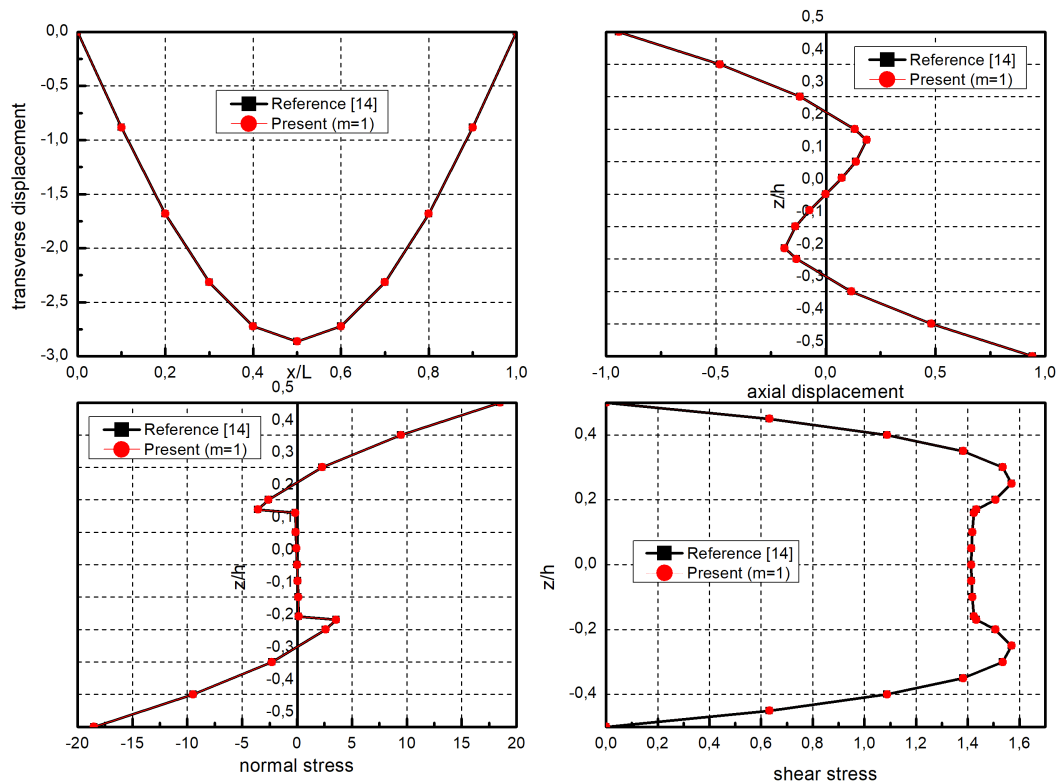 0,0
-0,5
-1,0
-1,5
-2,0
-2,5
-3,0
transverse displacement
Reference [14]
Present (m=1)
0,0 0,2 0,4 0,6 0,8 1,0
x/L
0,5
0,4
0,3
0,2
0,1
0,0
-0,1
-0,2
-0,3
-0,4
-0,5
z/h
Reference [14]
Present (m=1)
-1,0 -0,5 0,0 0,5 1,0
axial displacement
0,5
0,4
0,3
0,2
0,1
0,0
-0,1
-0,2
-0,3
-0,4
-0,5
z/h
Reference [14]
Present (m=1)
-20 -15 -10 -5 0 5 10 15 20
normal stress
0,4
0,2
0,0
-0,2
-0,4
z/h
Reference [14]
Present (m=1)
0,0 0,2 0,4 0,6 0,8 1,0 1,2 1,4 1,6
shear stress